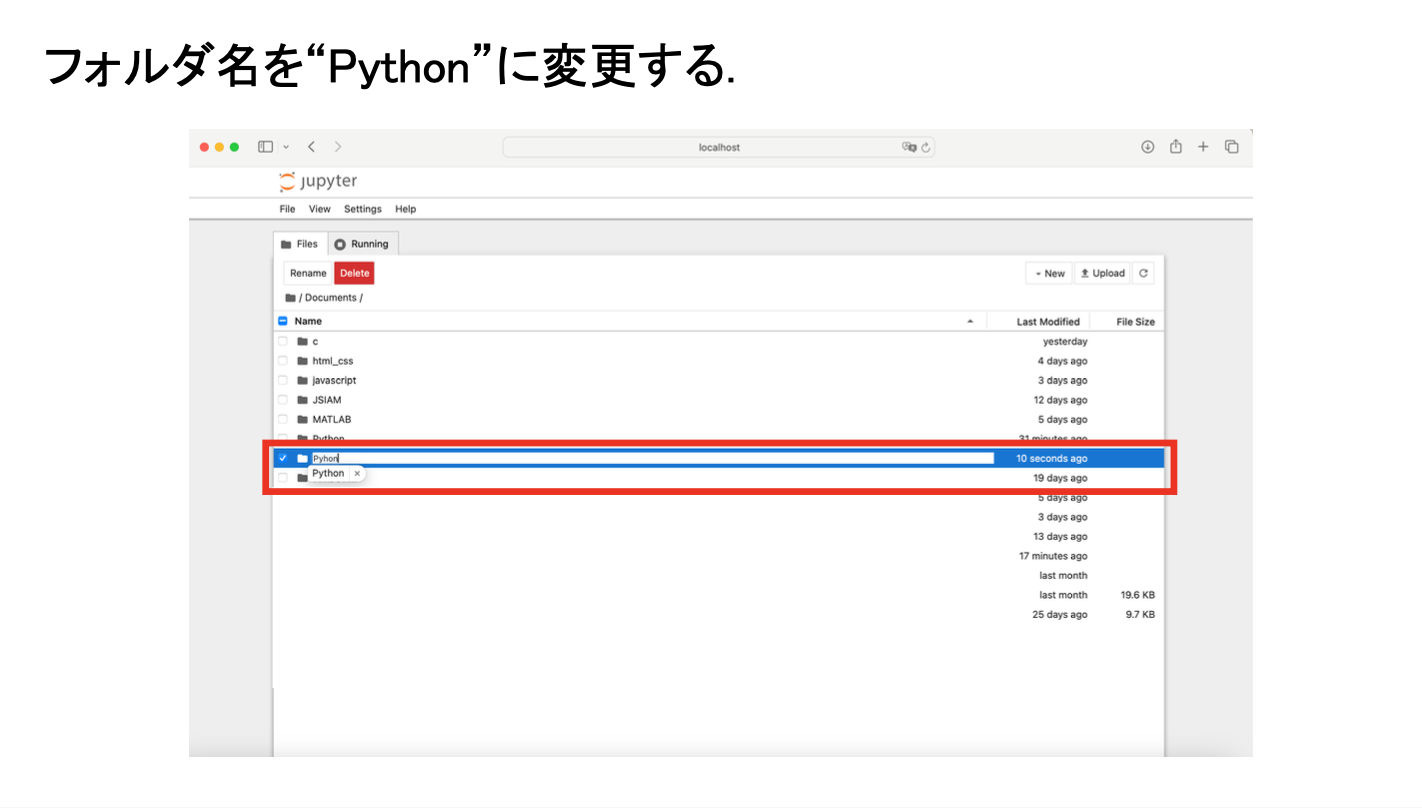 フォルダ名を“Python”に変更する.
localhost
jupyter
File View Settings Help
Files Running
Rename Delete New Upload
/ Documents /
Name Last Modified File Size
c yesterday
html_css 4 days ago
javascript 3 days ago
JSIAM 12 days ago
MATLAB 5 days ago
Python 31 minutes ago
Pyhon 10 seconds ago
Python ×
19 days ago
5 days ago
3 days ago
13 days ago
17 minutes ago
last month
last month 19.6 KB
25 days ago 9.7 KB